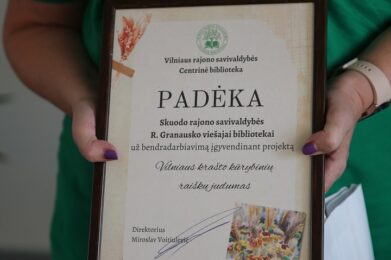 Vilniaus rajono savivaldybės
Centrinė biblioteka
PADĖKA
Skuodo rajono savivaldybės
R. Granausko viešajai bibliotekai
už bendradarbiavimą įgyvendinant projektą
Vilniaus krašto kūrybinių
raiškų judumas
Direktorius
Miroslav